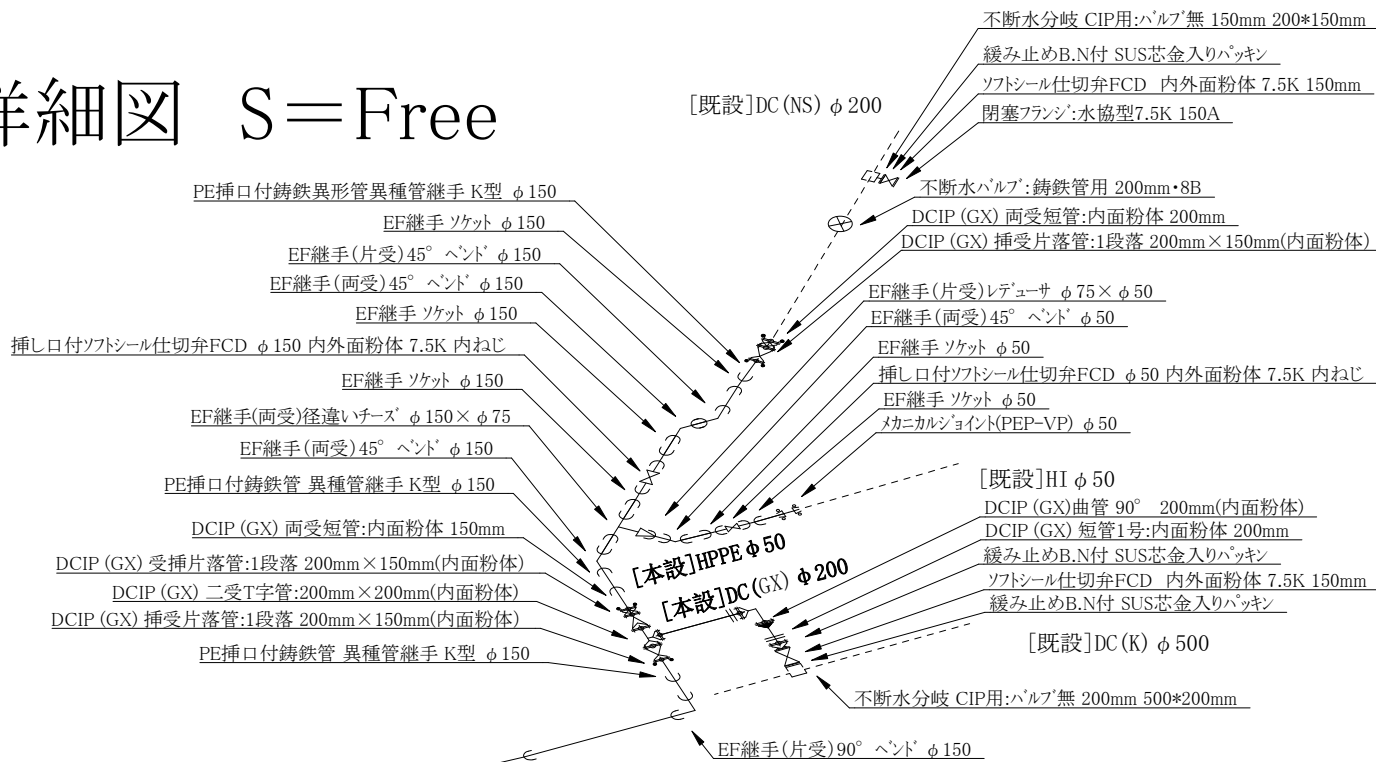 詳細図 S=Free
[既設]DC(NS)φ200
不断水分岐 CIP用:バルブ無 150mm 200*150mm
緩み止めB.N付 SUS芯金入りパッキン
ソフトシール仕切弁FCD 内外面粉体 7.5K 150mm
閉塞フランジ:水協型7.5K 150A
不断水バルブ:鋳鉄管用 200mm・8B
DCIP (GX) 両受短管:内面粉体 200mm
DCIP (GX) 挿受片落管:1段落 200mm×150mm(内面粉体)
PE挿口付鋳鉄異形管異種管継手 K型 φ150
EF継手 ソケット φ150
EF継手(片受)45° ベンド φ150
EF継手(両受)45° ベンド φ150
EF継手 ソケット φ150
挿し口付ソフトシール仕切弁FCD φ150 内外面粉体 7.5K 内ねじ
EF継手 ソケット φ150
EF継手(両受)径違いチーズ φ150×φ75
EF継手(両受)45° ベンド φ150
PE挿口付鋳鉄管 異種管継手 K型 φ150
DCIP (GX) 両受短管:内面粉体 150mm
DCIP (GX) 受挿片落管:1段落 200mm×150mm(内面粉体)
DCIP (GX) 二受T字管:200mm×200mm(内面粉体)
DCIP (GX) 挿受片落管:1段落 200mm×150mm(内面粉体)
PE挿口付鋳鉄管 異種管継手 K型 φ150
EF継手(片受)レデューサ φ75×φ50
EF継手(両受)45° ベンド φ50
EF継手 ソケット φ50
挿し口付ソフトシール仕切弁FCD φ50 内外面粉体 7.5K 内ねじ
EF継手 ソケット φ50
メカニカルジョイント(PEP-VP) φ50
[既設]HIφ50
[本設]HPPEφ50
[本設]DC(GX)φ200
DCIP (GX)曲管 90° 200mm(内面粉体)
DCIP (GX) 短管1号:内面粉体 200mm
緩み止めB.N付 SUS芯金入りパッキン
ソフトシール仕切弁FCD 内外面粉体 7.5K 150mm
緩み止めB.N付 SUS芯金入りパッキン
[既設]DC(K)φ500
不断水分岐 CIP用:バルブ無 200mm 500*200mm
EF継手(片受)90° ベンド φ150